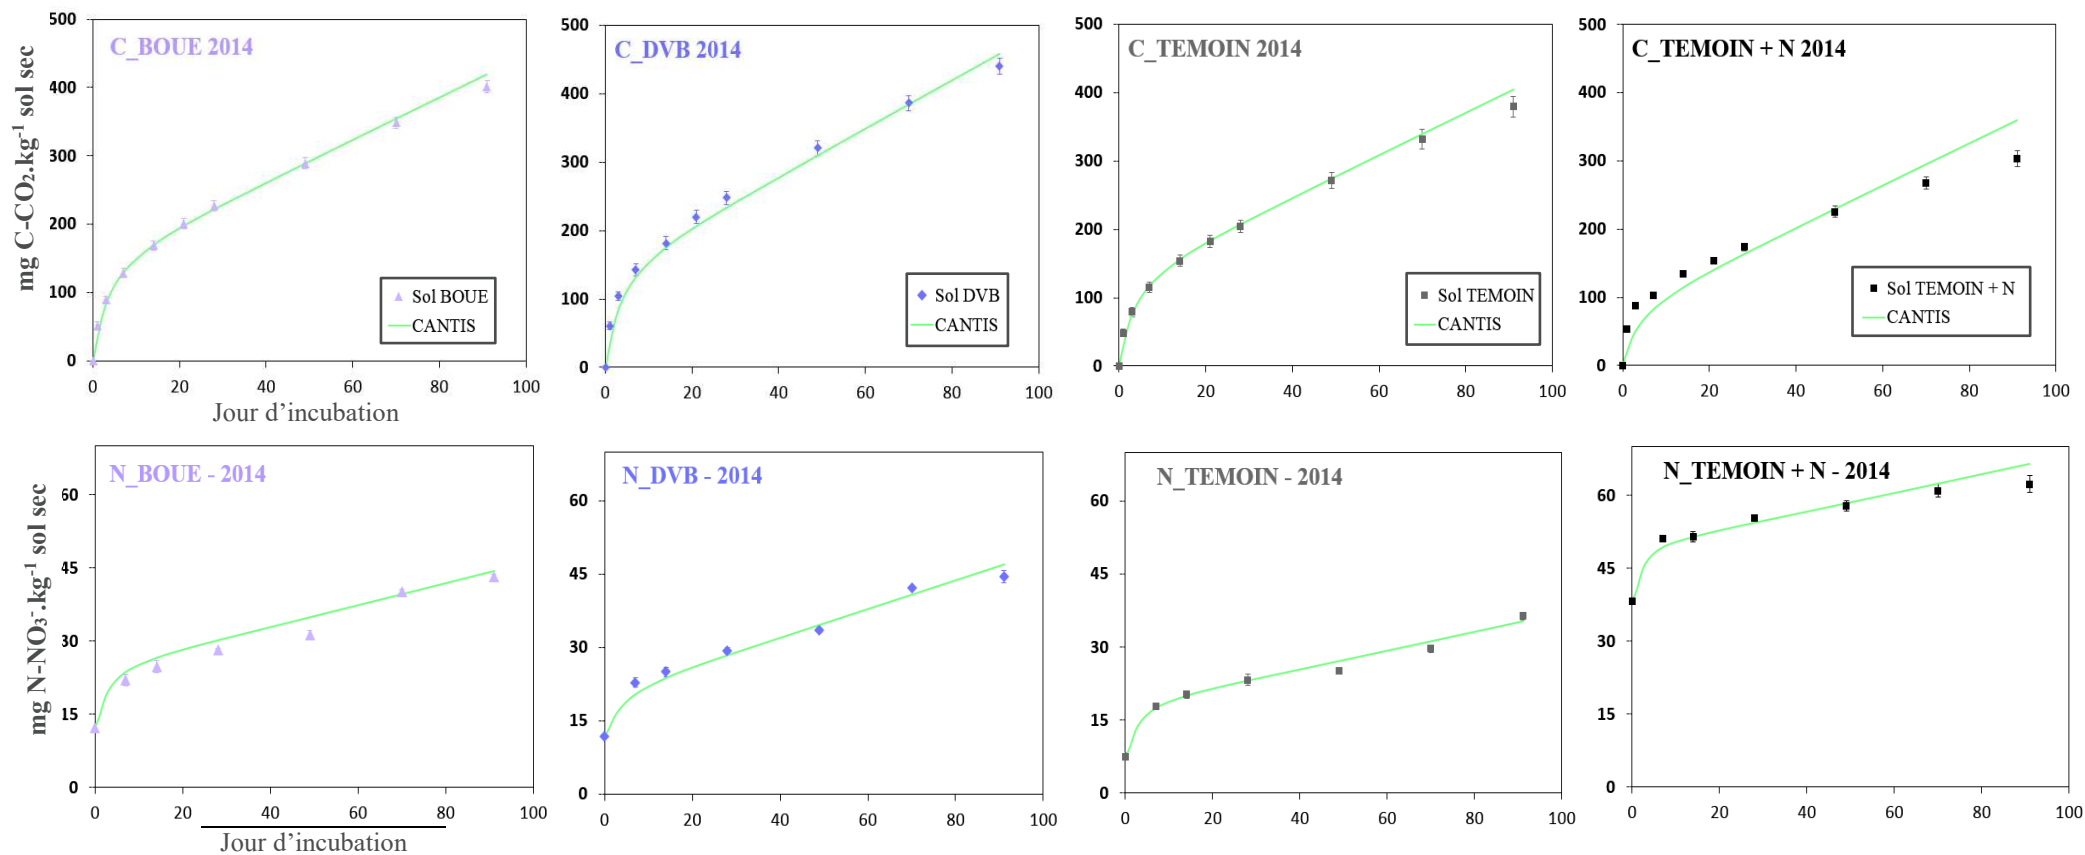 mg C-CO₂.kg⁻¹ sol sec
C_BOUE 2014
500
400
300
200
100
0
0 20 40 60 80 100
Sol BOUE
CANTIS
Jour d’incubation
C_DVB 2014
500
400
300
200
100
0
0 20 40 60 80 100
Sol DVB
CANTIS
C_TEMOIN 2014
500
400
300
200
100
0
0 20 40 60 80 100
Sol TEMOIN
CANTIS
C_TEMOIN + N 2014
500
400
300
200
100
0
0 20 40 60 80 100
Sol TEMOIN + N
CANTIS
mg N-NO₃⁻.kg⁻¹ sol sec
N_BOUE - 2014
60
45
30
15
0
0 20 40 60 80 100
Jour d’incubation
N_DVB - 2014
60
45
30
15
0
0 20 40 60 80 100
N_TEMOIN - 2014
60
45
30
15
0
0 20 40 60 80 100
N_TEMOIN + N - 2014
60
45
30
15
0
0 20 40 60 80 100